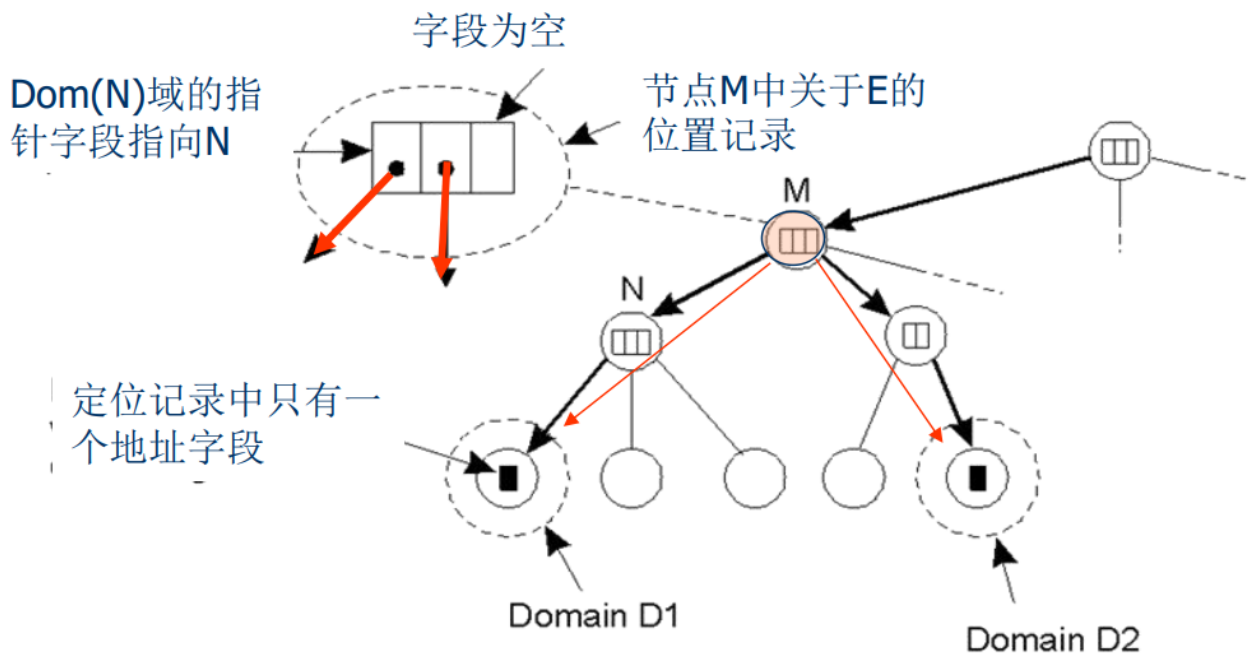 字段为空
Dom(N)域的指
针字段指向N
节点M中关于E的
位置记录
M
N
定位记录中只有一
个地址字段
Domain D1
Domain D2